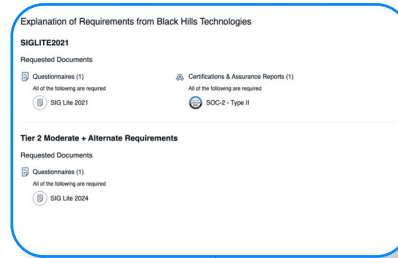 Explanation of Requirements from Black Hills Technologies
SIGLITE2021
Requested Documents
Questionnaires (1)
All of the following are required
SIG Lite 2021
Certifications & Assurance Reports (1)
All of the following are required
SOC-2 - Type II
Tier 2 Moderate + Alternate Requirements
Requested Documents
Questionnaires (1)
All of the following are required
SIG Lite 2024